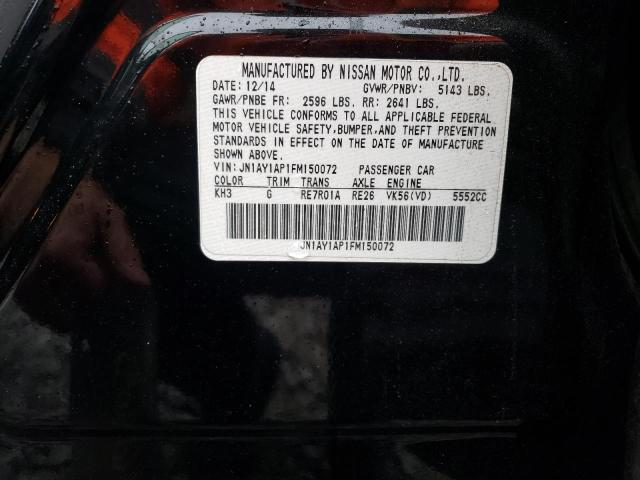 MANUFACTURED BY NISSAN MOTOR CO.,LTD.
DATE: 12/14 GVWR/PNBV: 5143 LBS.
GAWR/PNBE FR: 2596 LBS. RR: 2641 LBS.
THIS VEHICLE CONFORMS TO ALL APPLICABLE FEDERAL
MOTOR VEHICLE SAFETY,BUMPER,AND THEFT PREVENTION
STANDARDS IN EFFECT ON THE DATE OF MANUFACTURE
SHOWN ABOVE.
VIN: JN1AY1AP1FM150072 PASSENGER CAR
COLOR TRIM TRANS AXLE ENGINE
KH3 G RE7R01A RE26 VK56(VD) 5552CC
JN1AY1AP1FM150072